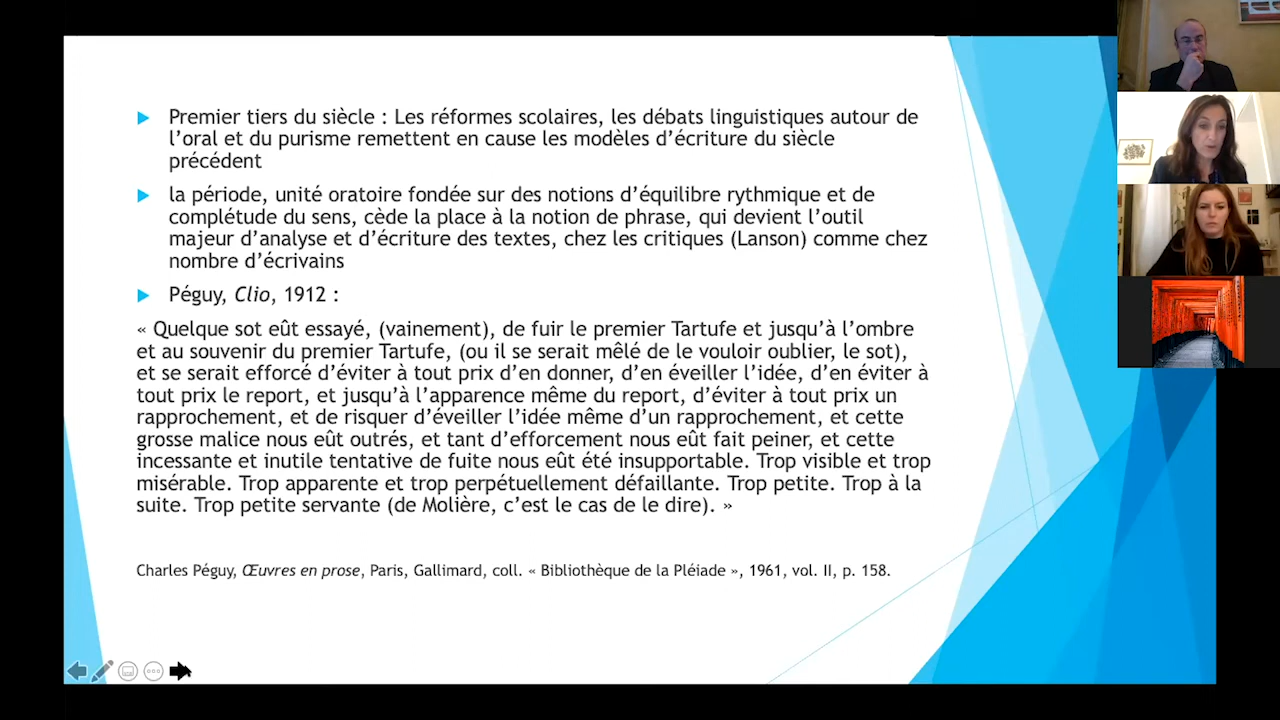 Premier tiers du siècle : Les réformes scolaires, les débats linguistiques autour de
l’oral et du purisme remettent en cause les modèles d’écriture du siècle
précédent
la période, unité oratoire fondée sur des notions d’équilibre rythmique et de
complétude du sens, cède la place à la notion de phrase, qui devient l’outil
majeur d’analyse et d’écriture des textes, chez les critiques (Lanson) comme chez
nombre d’écrivains
Péguy, Clio, 1912 :
« Quelque sot eût essayé, (vainement), de fuir le premier Tartufe et jusqu’à l’ombre
et au souvenir du premier Tartufe, (ou il se serait mêlé de le vouloir oublier, le sot),
et se serait efforcé d’éviter à tout prix d’en donner, d’en éveiller l’idée, d’en éviter à
tout prix le report, et jusqu’à l’apparence même du report, d’éviter à tout prix un
rapprochement, et de risquer d’éveiller l’idée même d’un rapprochement, et cette
grosse malice nous eût outrés, et tant d’efforcement nous eût fait peiner, et cette
incessante et inutile tentative de fuite nous eût été insupportable. Trop visible et trop
misérable. Trop apparente et trop perpétuellement défaillante. Trop petite. Trop à la
suite. Trop petite servante (de Molière, c’est le cas de le dire). »
Charles Péguy, Œuvres en prose, Paris, Gallimard, coll. « Bibliothèque de la Pléiade », 1961, vol. II, p. 158.